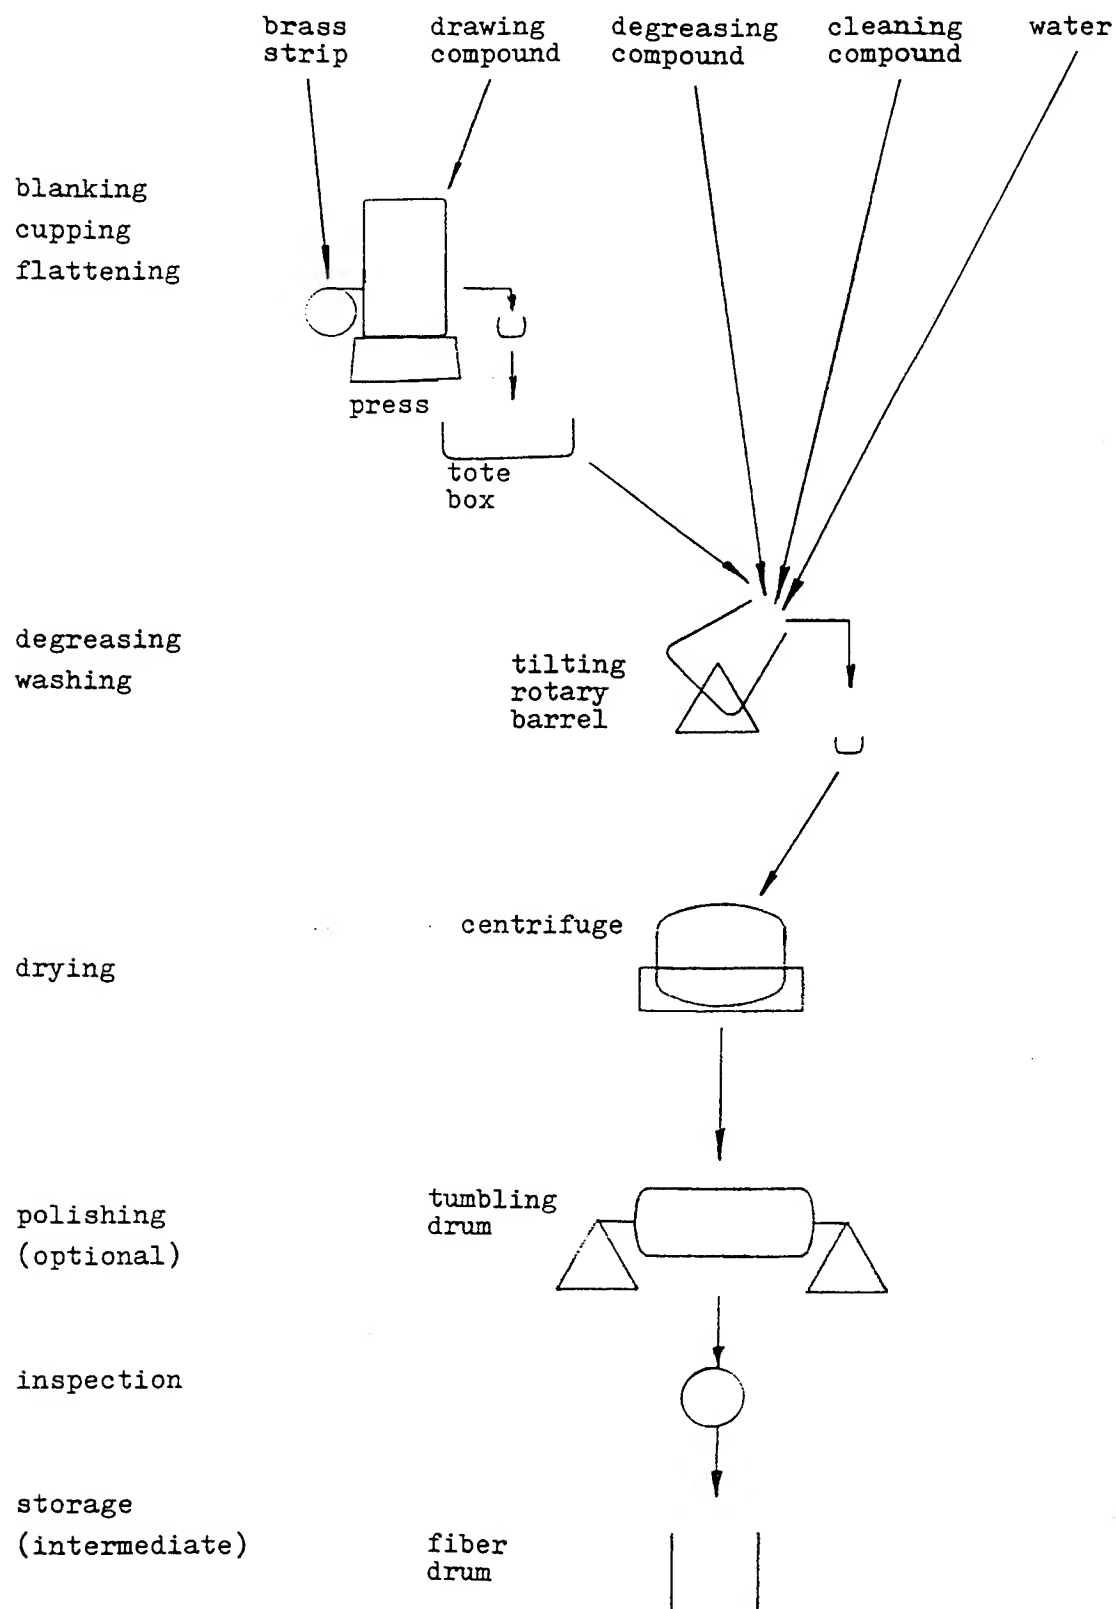 brass
strip
drawing
compound
degreasing
compound
cleaning
compound
water
blanking
cupping
flattening
press
tote
box
degreasing
washing
tilting
rotary
barrel
centrifuge
drying
tumbling
drum
polishing
(optional)
inspection
storage
(intermediate)
fiber
drum